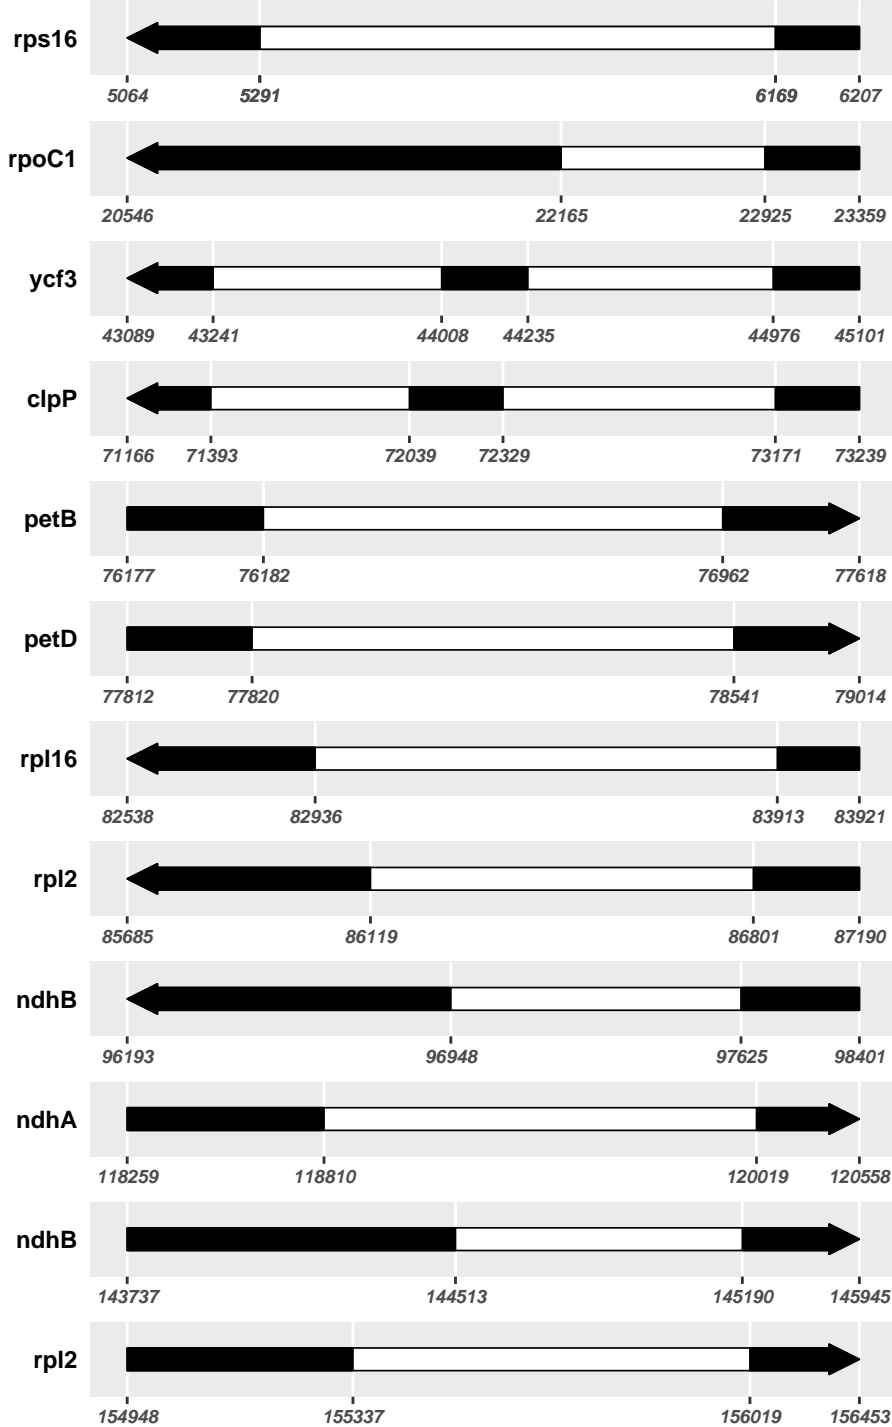 rps16
5064 5291 6169 6207
rpoC1
20546 22165 22925 23359
ycf3
43089 43241 44008 44235 44976 45101
clpP
71166 71393 72039 72329 73171 73239
petB
76177 76182 76962 77618
petD
77812 77820 78541 79014
rpl16
82538 82936 83913 83921
rpl2
85685 86119 86801 87190
ndhB
96193 96948 97625 98401
ndhA
118259 118810 120019 120558
ndhB
143737 144513 145190 145945
rpl2
154948 155337 156019 156453